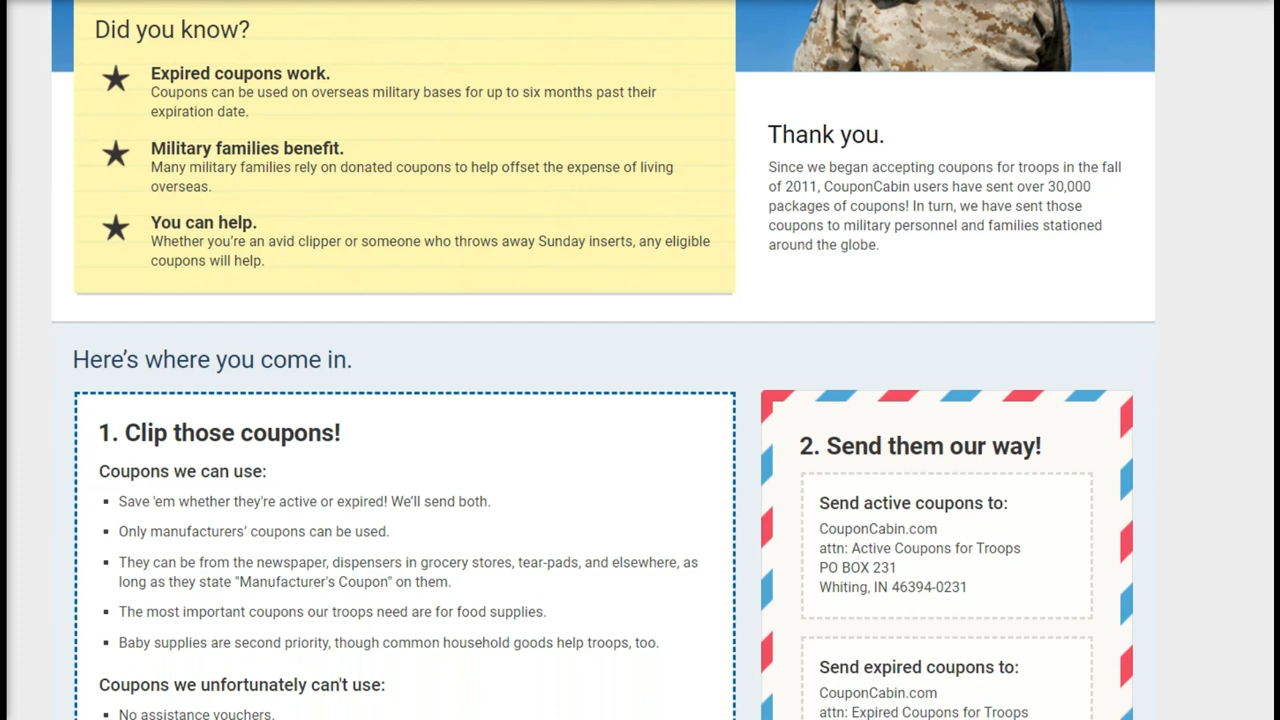 Did you know?
Expired coupons work.
Coupons can be used on overseas military bases for up to six months past their
expiration date.
Military families benefit.
Many military families rely on donated coupons to help offset the expense of living
overseas.
You can help.
Whether you're an avid clipper or someone who throws away Sunday inserts, any eligible
coupons will help.
Thank you.
Since we began accepting coupons for troops in the fall
of 2011, CouponCabin users have sent over 30,000
packages of coupons! In turn, we have sent those
coupons to military personnel and families stationed
around the globe.
Here’s where you come in.
1. Clip those coupons!
Coupons we can use:
Save 'em whether they're active or expired! We’ll send both.
Only manufacturers’ coupons can be used.
They can be from the newspaper, dispensers in grocery stores, tear-pads, and elsewhere, as
long as they state "Manufacturer's Coupon" on them.
The most important coupons our troops need are for food supplies.
Baby supplies are second priority, though common household goods help troops, too.
Coupons we unfortunately can't use:
No assistance vouchers.
2. Send them our way!
Send active coupons to:
CouponCabin.com
attn: Active Coupons for Troops
PO BOX 231
Whiting, IN 46394-0231
Send expired coupons to:
CouponCabin.com
attn: Expired Coupons for Troops